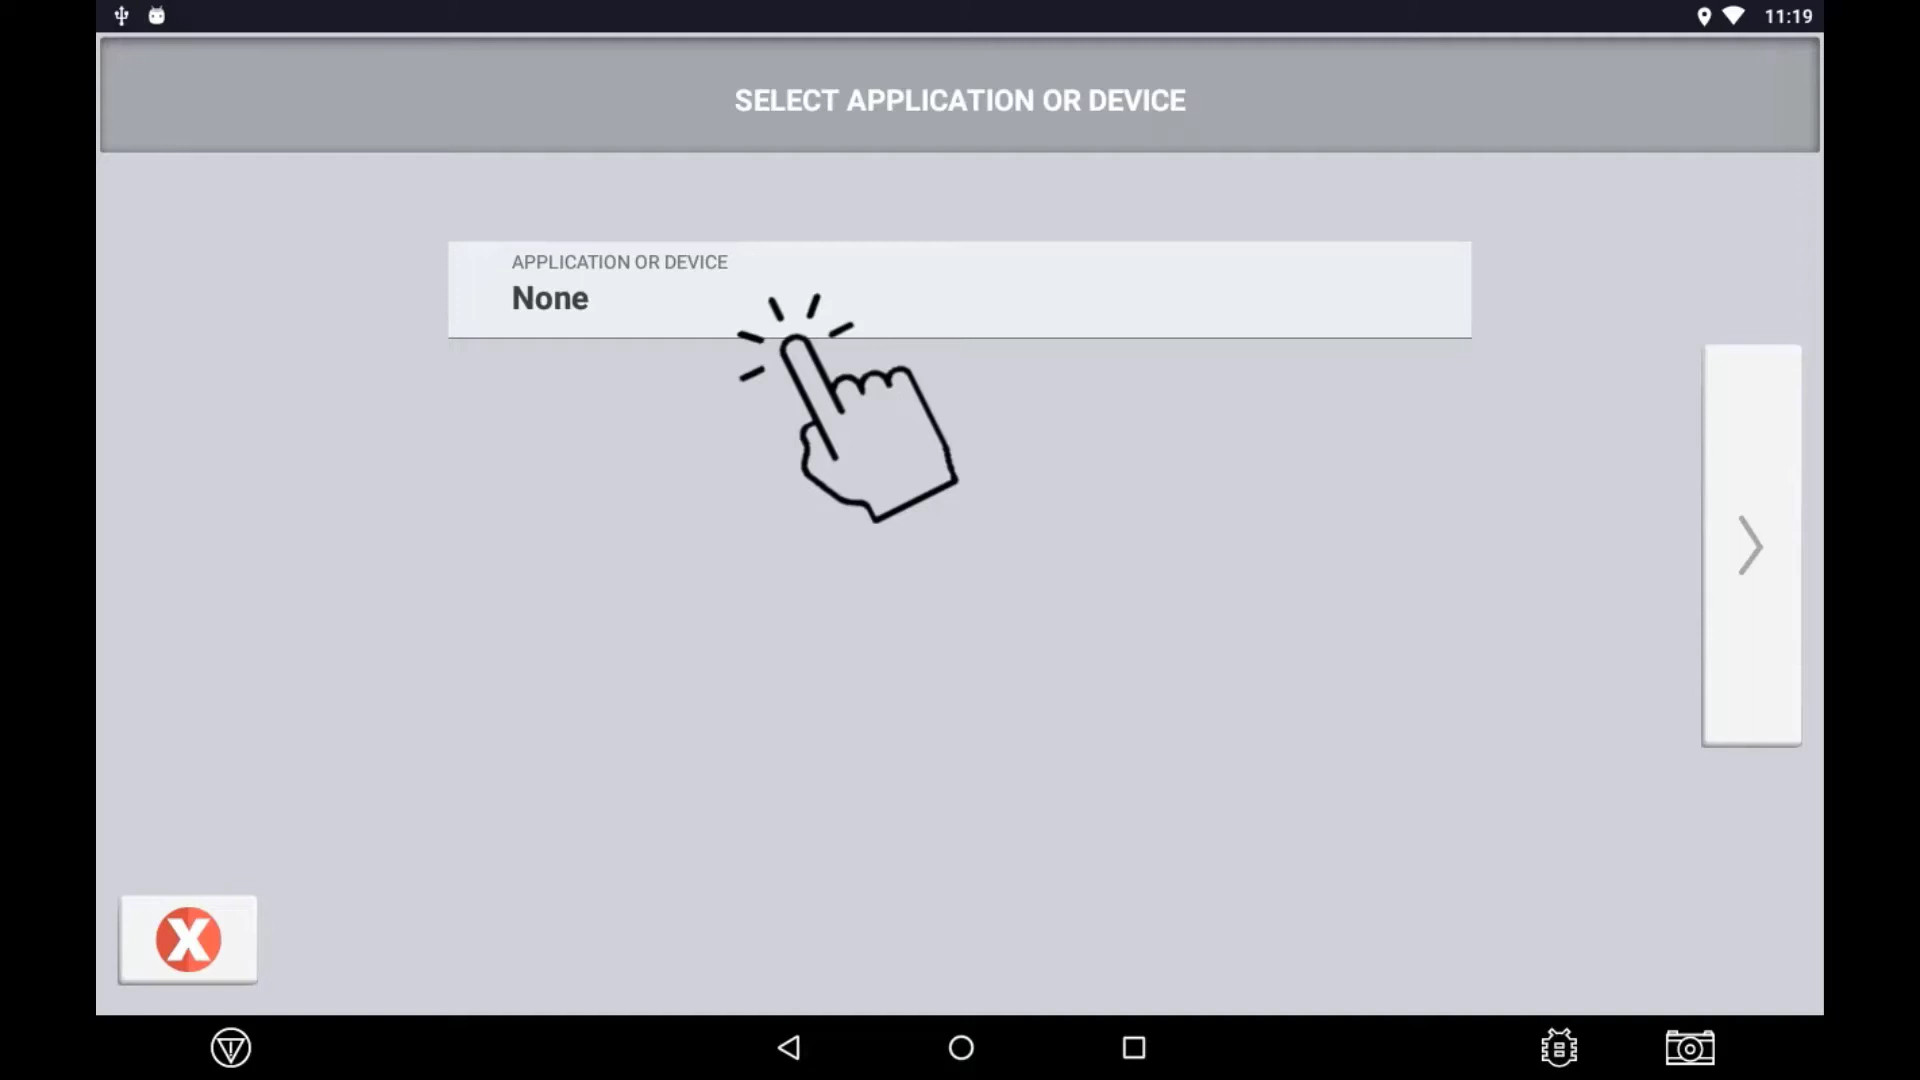 11:19
SELECT APPLICATION OR DEVICE
APPLICATION OR DEVICE
None
X